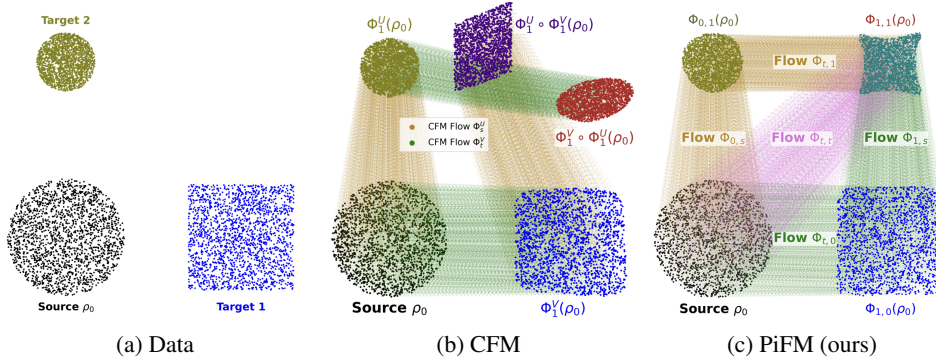 Target 2
Source ρ₀
Target 1
(a) Data
Φ₁ᵁ(ρ₀)
Φ₁ᵁ ∘ Φ₁ⱽ(ρ₀)
CFM Flow Φₛᵁ
CFM Flow Φₜⱽ
Φ₁ⱽ ∘ Φ₁ᵁ(ρ₀)
Source ρ₀
Φ₁ⱽ(ρ₀)
(b) CFM
Φ₀,₁(ρ₀)
Φ₁,₁(ρ₀)
Flow Φₜ,₁
Flow Φ₀,ₛ
Flow Φₜ,ₜ
Flow Φ₁,ₛ
Flow Φₜ,₀
Source ρ₀
Φ₁,₀(ρ₀)
(c) PiFM (ours)